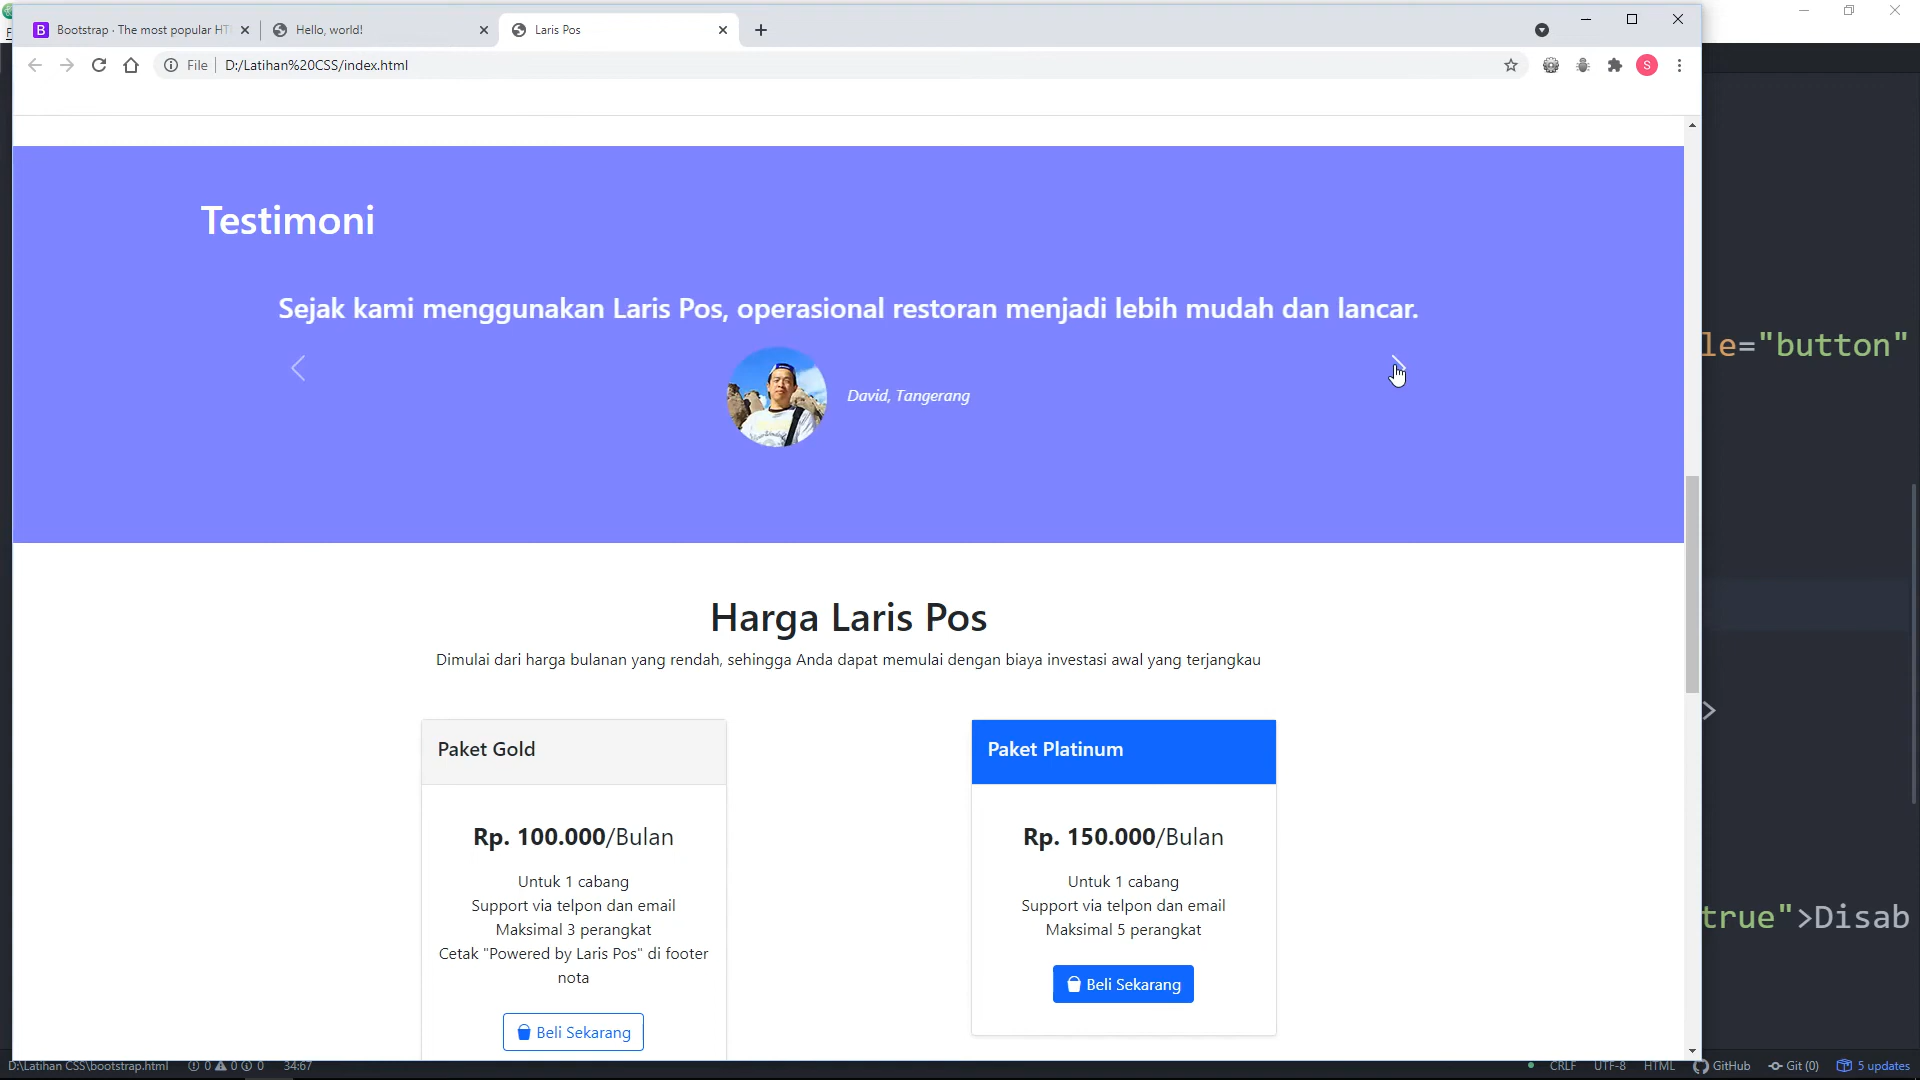 Bootstrap · The most popular HT
Hello, world!
Laris Pos
File
D:/Latihan%20CSS/index.html
S
Testimoni
Sejak kami menggunakan Laris Pos, operasional restoran menjadi lebih mudah dan lancar.
David, Tangerang
le="button"
Harga Laris Pos
Dimulai dari harga bulanan yang rendah, sehingga Anda dapat memulai dengan biaya investasi awal yang terjangkau
>
Paket Gold
Rp. 100.000/Bulan
Untuk 1 cabang
Support via telpon dan email
Maksimal 3 perangkat
Cetak "Powered by Laris Pos" di footer
nota
Beli Sekarang
Paket Platinum
Rp. 150.000/Bulan
Untuk 1 cabang
Support via telpon dan email
Maksimal 5 perangkat
Beli Sekarang
true">Disab
D:\Latihan CSS\bootstrap.html 0 0 0 34:67 CRLF UTF-8 HTML GitHub Git (0) 5 updates